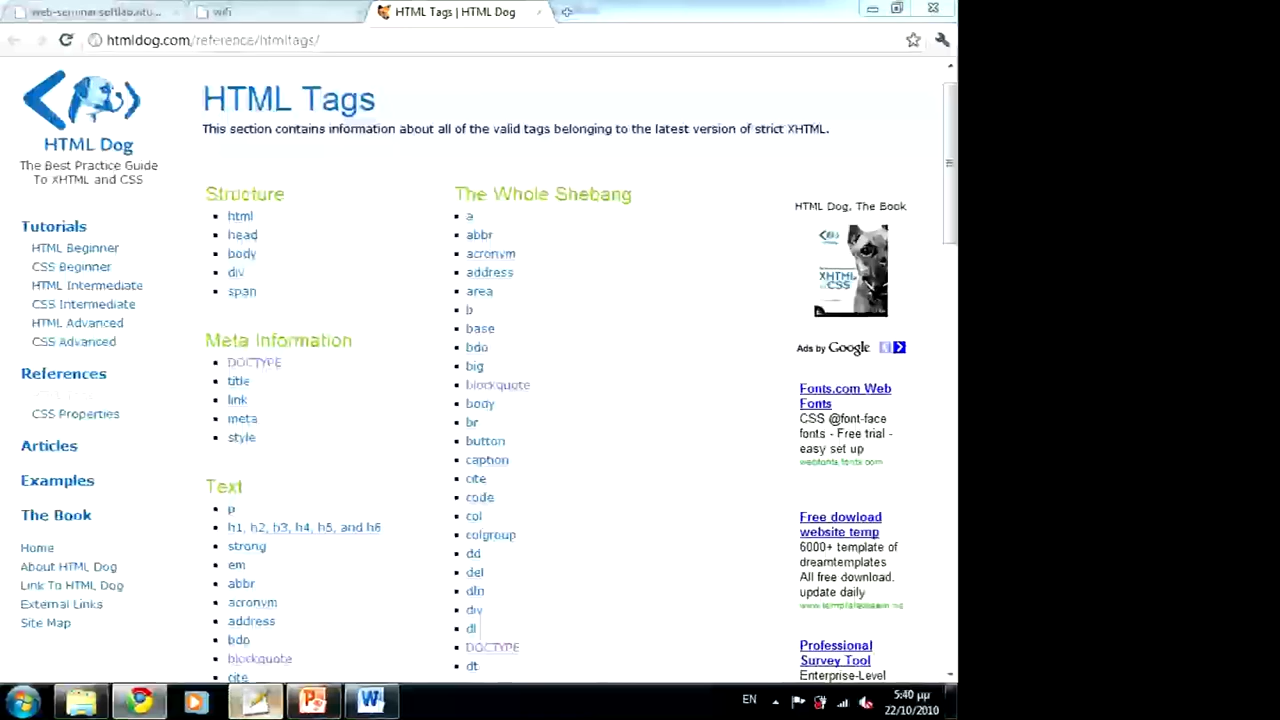 wifi
HTML Tags | HTML Dog
htmldog.com/reference/htmltags/
HTML Dog
The Best Practice Guide
To XHTML and CSS
Tutorials
HTML Beginner
CSS Beginner
HTML Intermediate
CSS Intermediate
HTML Advanced
CSS Advanced
References
CSS Properties
Articles
Examples
The Book
Home
About HTML Dog
Link To HTML Dog
External Links
Site Map
HTML Tags
This section contains information about all of the valid tags belonging to the latest version of strict XHTML.
Structure
html
head
body
div
span
Meta Information
DOCTYPE
title
link
meta
style
Text
p
h1, h2, h3, h4, h5, and h6
strong
em
abbr
acronym
address
bdo
blockquote
cite
The Whole Shebang
a
abbr
acronym
address
area
b
base
bdo
big
blockquote
body
br
button
caption
cite
code
col
colgroup
dd
del
dfn
div
dl
DOCTYPE
dt
HTML Dog, The Book
XHTML
CSS
Ads by Google
Fonts.com Web
Fonts
CSS @font-face
fonts - Free trial -
easy set up
webfonts.fonts.com
Free dowload
website temp
6000+ template of
dreamtemplates
All free download.
update daily
Professional
Survey Tool
Enterprise-Level
EN
5:40 μμ
22/10/2010